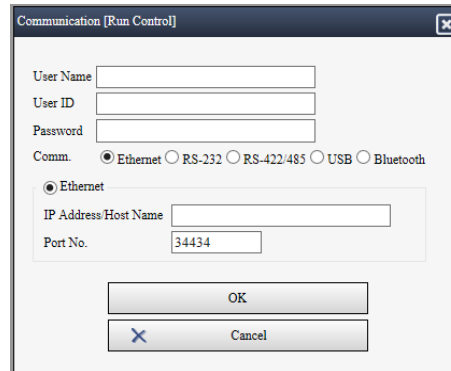 Communication [Run Control]
User Name
User ID
Password
Comm. Ethernet RS-232 RS-422/485 USB Bluetooth
Ethernet
IP Address/Host Name
Port No. 34434
OK
Cancel